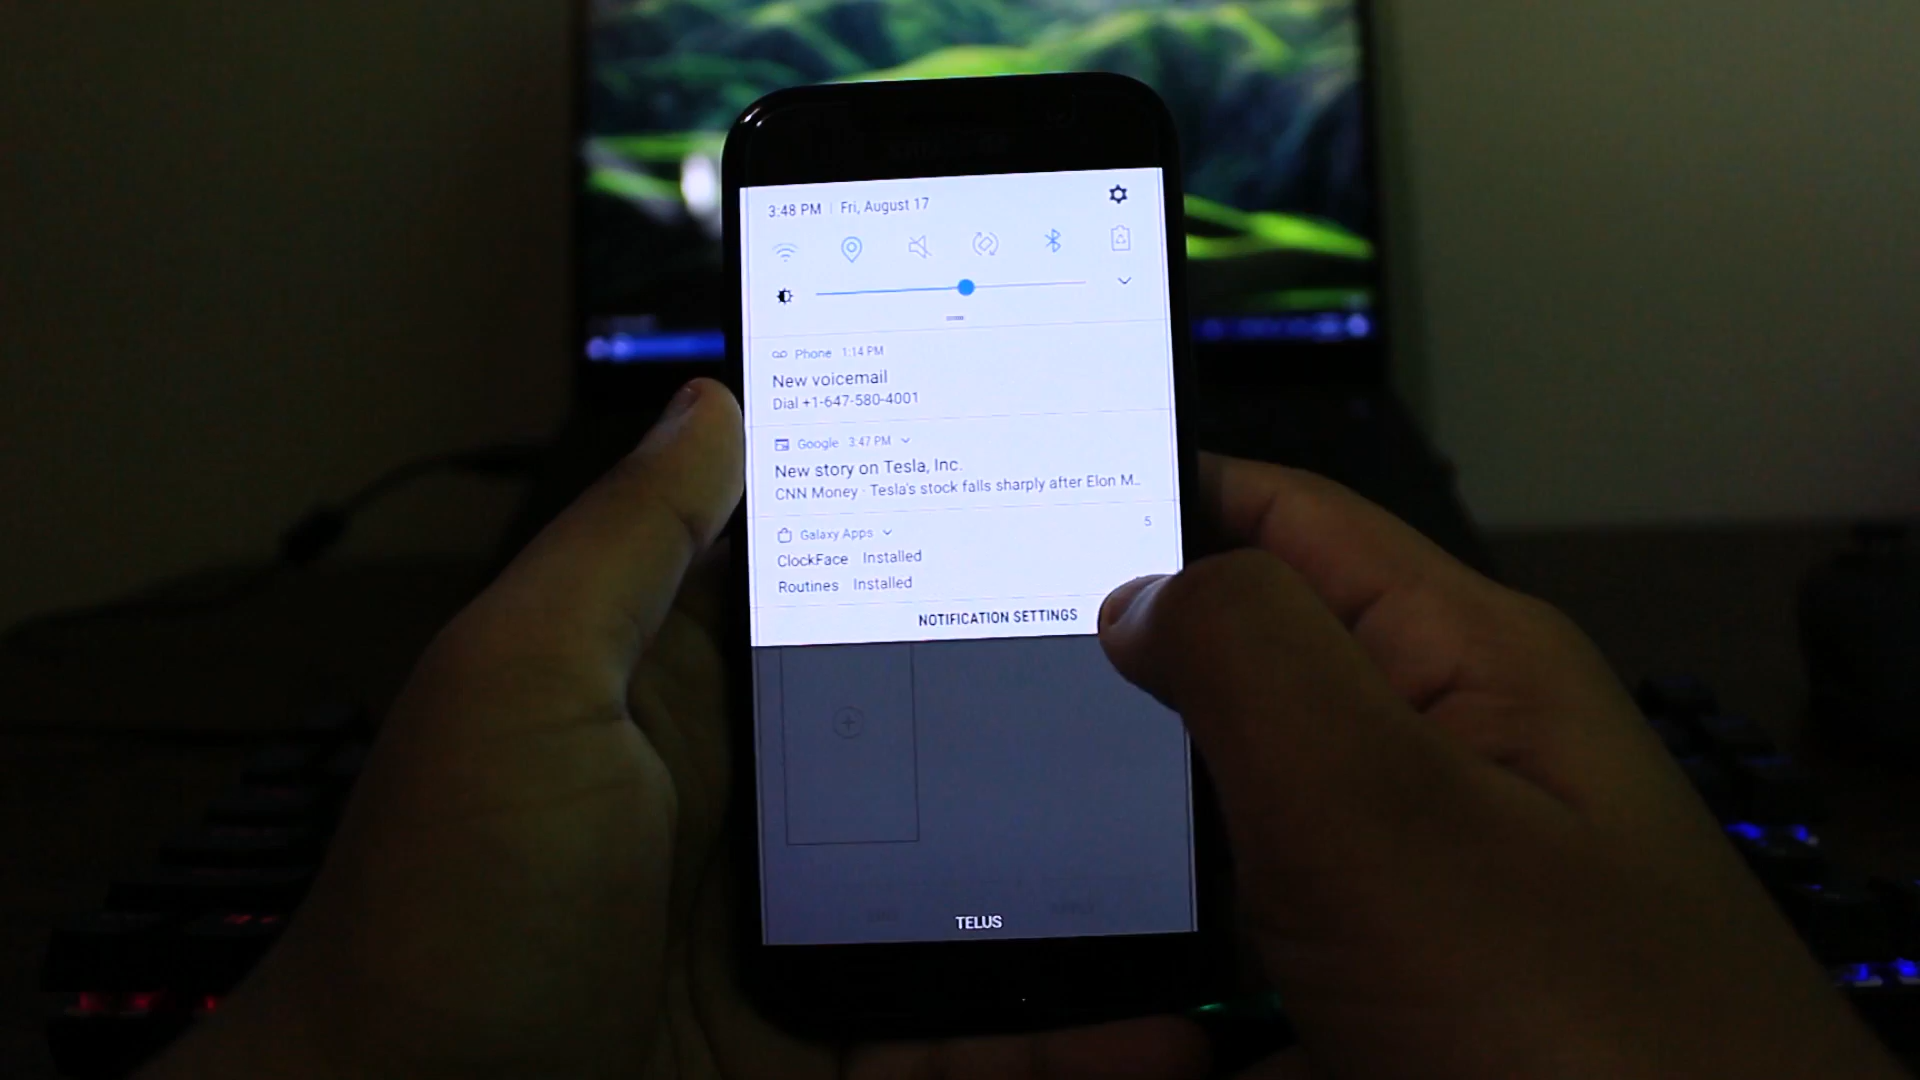 3:48 PM | Fri, August 17
Phone 1:14 PM
New voicemail
Dial +1-647-580-4001
Google 3:47 PM
New story on Tesla, Inc.
CNN Money · Tesla's stock falls sharply after Elon M...
Galaxy Apps
5
ClockFace Installed
Routines Installed
NOTIFICATION SETTINGS
TELUS